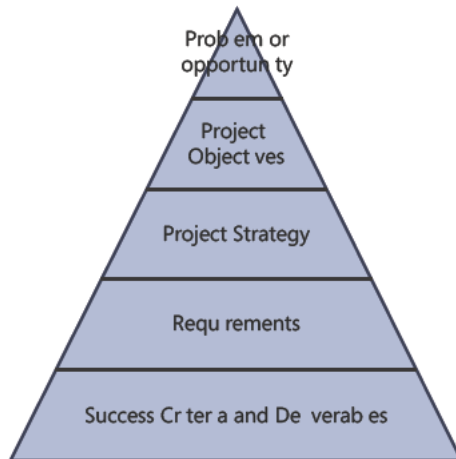 Prob em or
opportun ty
Project
Object ves
Project Strategy
Requ rements
Success Cr ter a and De  verab es